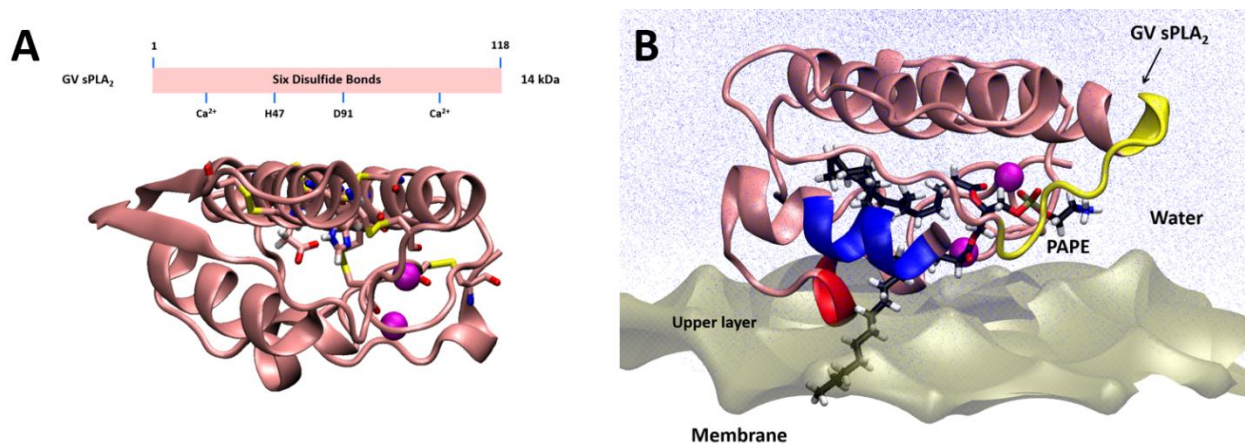 A
1 118
GV sPLA₂ Six Disulfide Bonds 14 kDa
Ca²⁺ H47 D91 Ca²⁺
B
GV sPLA₂
Water
PAPE
Upper layer
Membrane